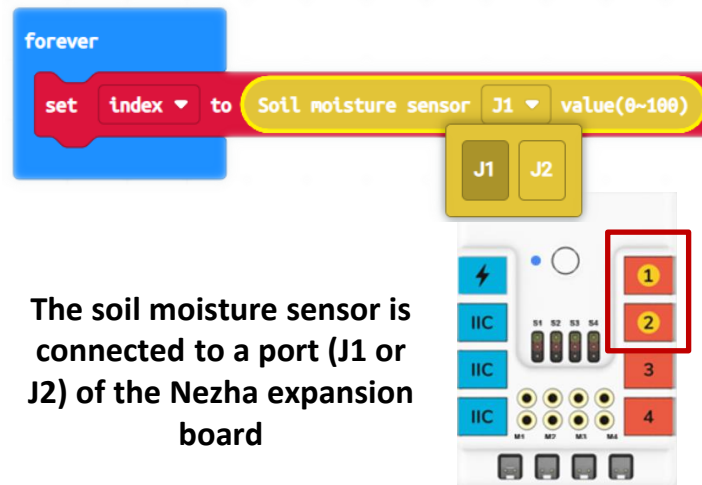 forever
set index to Soil moisture sensor J1 value(0~100)
J1 J2
The soil moisture sensor is
connected to a port (J1 or
J2) of the Nezha expansion
board
1
IIC
S1 S2 S3 S4
2
IIC
3
IIC
4
M1 M2 M3 M4